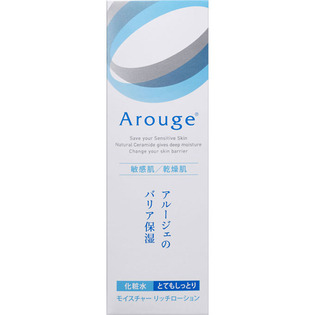 Arouge®
Save your Sensitive Skin
Natural Ceramide gives deep moisture
Change your skin barrier
敏感肌／乾燥肌
アルージェの
バリア保湿
化粧水 とてもしっとり
モイスチャー リッチローション